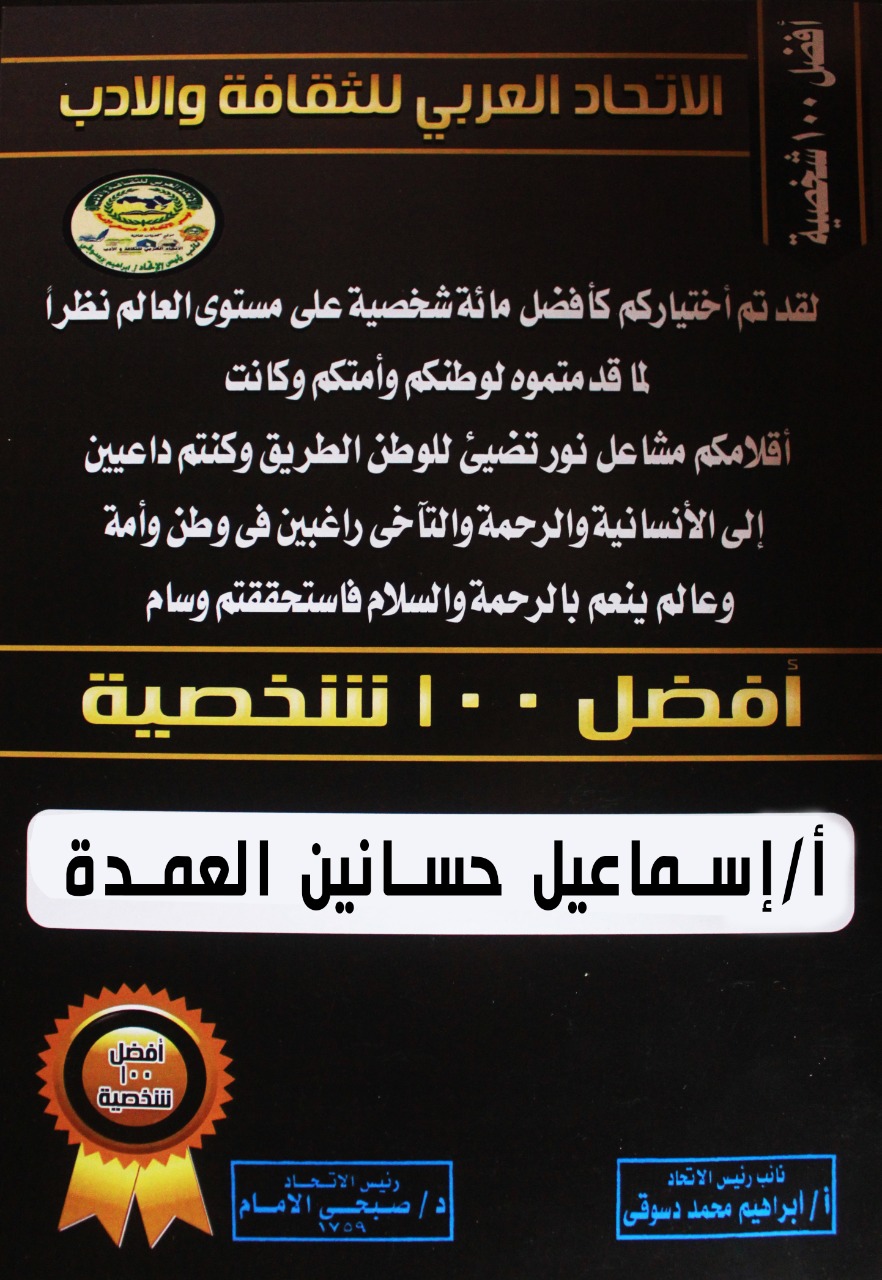 أفضل ١٠٠ شخصية
الاتحاد العربي للثقافة والادب
لقد تم أختياركم كأفضل مائة شخصية على مستوى العالم نظراً
لما قد متموه لوطنكم وأمتكم وكانت
أقلامكم مشاعل نور تضيئ للوطن الطريق وكنتم داعيين
إلى الأنسانية والرحمة والتآخى راغبين فى وطن وأمة
وعالم ينعم بالرحمة والسلام فاستحققتم وسام
أفضل ١٠٠ شخصية
أ/إسماعيل حسانين العمدة
أفضل
١٠٠
شخصية
نائب رئيس الاتحاد
أ/ابراهيم محمد دسوقى
رئيس الاتحاد
د/صبحى الامام
١٧٥٩